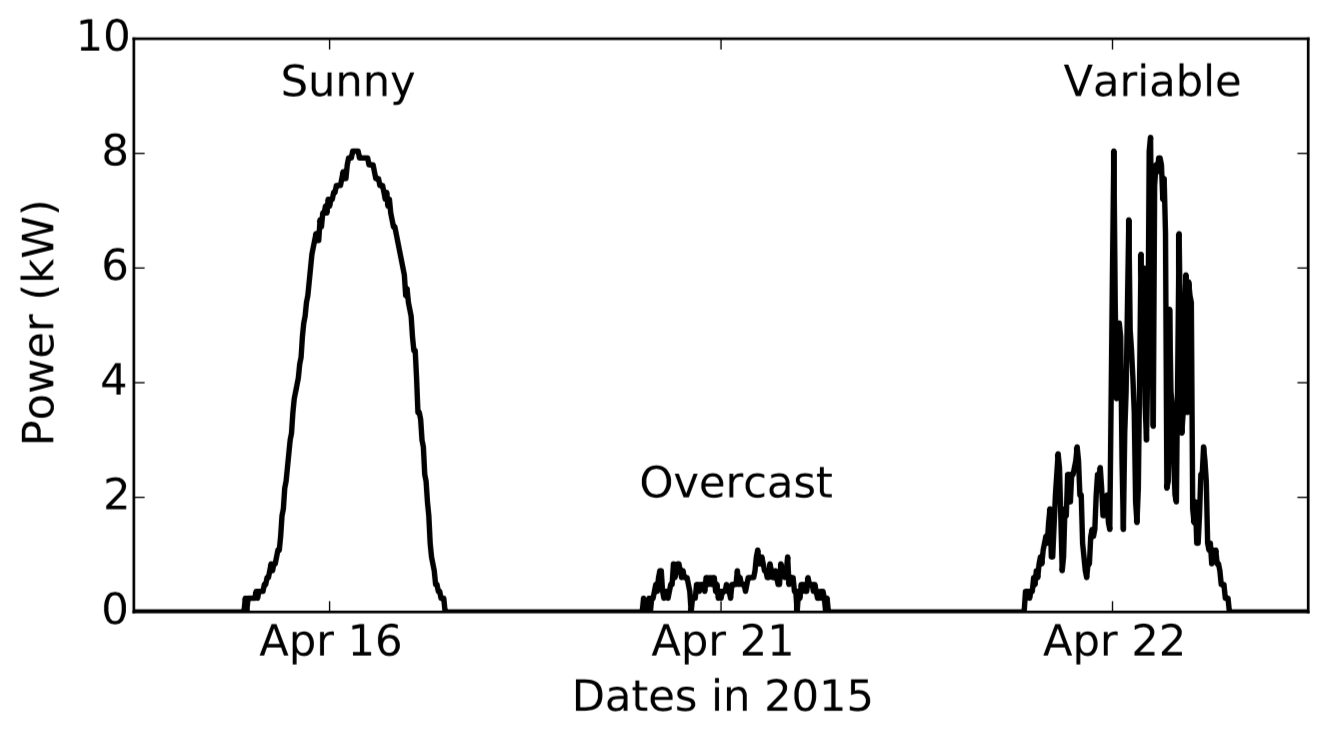 10
Sunny
Variable
8
6
Power (kW)
4
Overcast
2
0
Apr 16
Apr 21
Apr 22
Dates in 2015